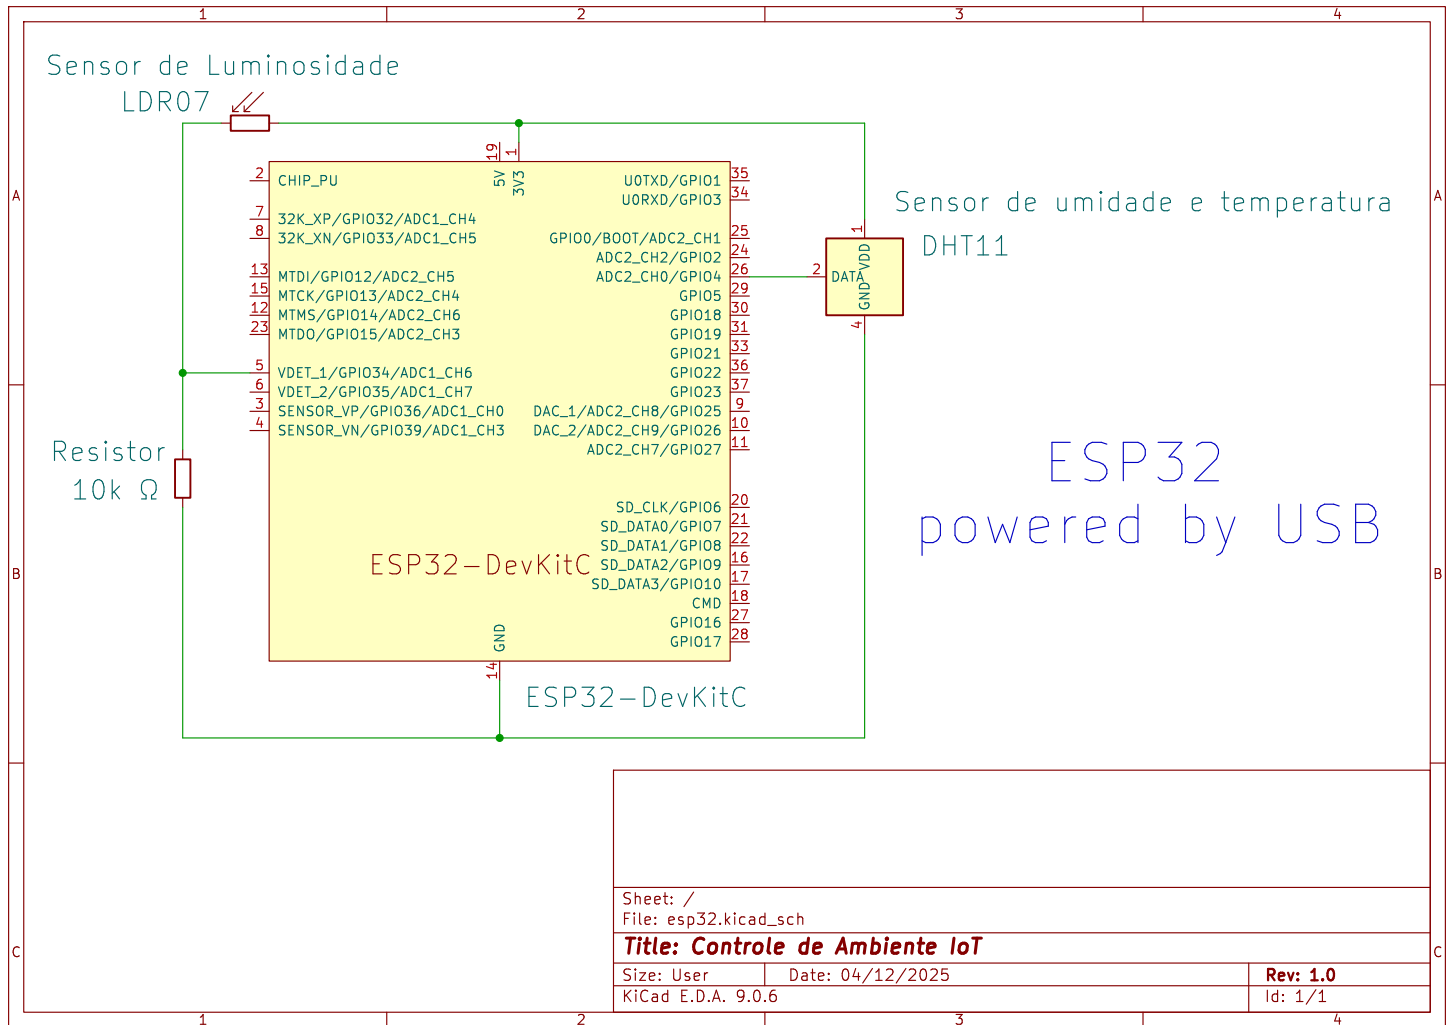 1 2 3 4
Sensor de Luminosidade
LDR07
19 1
5V 3V3
2 CHIP_PU
7 32K_XP/GPIO32/ADC1_CH4
8 32K_XN/GPIO33/ADC1_CH5
13 MTDI/GPIO12/ADC2_CH5
15 MTCK/GPIO13/ADC2_CH4
12 MTMS/GPIO14/ADC2_CH6
23 MTDO/GPIO15/ADC2_CH3
5 VDET_1/GPIO34/ADC1_CH6
6 VDET_2/GPIO35/ADC1_CH7
3 SENSOR_VP/GPIO36/ADC1_CH0
4 SENSOR_VN/GPIO39/ADC1_CH3
U0TXD/GPIO1 35
U0RXD/GPIO3 34
GPIO0/BOOT/ADC2_CH1 25
ADC2_CH2/GPIO2 24
ADC2_CH0/GPIO4 26
GPIO5 29
GPIO18 30
GPIO19 31
GPIO21 33
GPIO22 36
GPIO23 37
DAC_1/ADC2_CH8/GPIO25 9
DAC_2/ADC2_CH9/GPIO26 10
ADC2_CH7/GPIO27 11
SD_CLK/GPIO6 20
SD_DATA0/GPIO7 21
SD_DATA1/GPIO8 22
SD_DATA2/GPIO9 16
SD_DATA3/GPIO10 17
CMD 18
GPIO16 27
GPIO17 28
ESP32-DevKitC
GND
14
ESP32-DevKitC
Resistor
10k Ω
Sensor de umidade e temperatura
DHT11
1
VDD
2 DATA
GND
4
ESP32
powered by USB
A A
B B
C C
Sheet: /
File: esp32.kicad_sch
Title: Controle de Ambiente IoT
Size: User Date: 04/12/2025 Rev: 1.0
KiCad E.D.A. 9.0.6 Id: 1/1
1 2 3 4